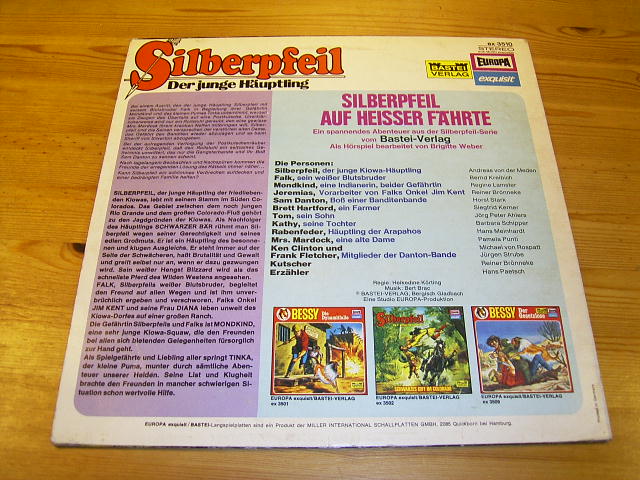 Silberpfeil
Der junge Häuptling
BASTEI
VERLAG
ex 3510
STEREO
EUROPA
exquisit
SILBERPFEIL
AUF HEISSER FÄHRTE
Ein spannendes Abenteuer aus der Silberpfeil-Serie
vom Bastei-Verlag
Als Hörspiel bearbeitet von Brigitte Weber
Die Personen:
Silberpfeil, der junge Kiowa-Häuptling Andreas von der Meden
Falk, sein weißer Blutsbruder Bernd Kreibich
Mondkind, eine Indianerin, beider Gefährtin Regine Lamster
Jeremias, Vorarbeiter von Falks Onkel Jim Kent Reiner Brönneke
Sam Danton, Boß einer Banditenbande Horst Stark
Brett Hartford, ein Farmer Siegfried Kerner
Tom, sein Sohn Jörg Peter Ahlers
Kathy, seine Tochter Barbara Schipper
Rabenfeder, Häuptling der Arapahos Hans Meinhardt
Mrs. Mardock, eine alte Dame Pamela Punti
Ken Clinton und Michael von Rospatt
Frank Fletcher, Mitglieder der Danton-Bande Jürgen Strube
Kutscher Reiner Brönneke
Erzähler Hans Paetsch
Regie: Heikedine Körting
Musik: Bert Brac
℗ BASTEI-VERLAG, Bergisch Gladbach
Eine Studio EUROPA-Produktion
SILBERPFEIL, der junge Häuptling der friedliebenden
Kiowas, lebt mit seinem Stamm im Süden Colorados.
Das Gebiet zwischen dem noch jungen
Rio Grande und dem großen Colorado-Fluß gehört
zu den Jagdgründen der Kiowas. Als Nachfolger
des Häuptlings SCHWARZER BÄR rühmt man Silberpfeil
wegen seiner Gerechtigkeit und seines
edlen Großmuts. Er ist ein Häuptling des besonnenen
und klugen Ausgleichs. Er steht immer auf der
Seite der Schwächeren, haßt Brutalität und Gewalt
und greift selbst nur an, wenn er dazu gezwungen
wird. Sein weißer Hengst Blizzard wird als das
schnellste Pferd des Wilden Westens angesehen.
FALK, Silberpfeils weißer Blutsbruder, begleitet
den Freund auf allen Wegen und ist ihm unverbrüchlich
ergeben und verschworen. Falks Onkel
JIM KENT und seine Frau DIANA leben unweit des
Kiowa-Dorfes auf einer großen Ranch.
Die Gefährtin Silberpfeils und Falks ist MONDKIND,
eine sehr junge Kiowa-Squaw, die den Freunden
bei allen sich bietenden Gelegenheiten fürsorglich
zur Hand geht.
Als Spielgefährte und Liebling aller springt TINKA,
der kleine Puma, munter durch sämtliche Abenteuer
unserer Helden. Seine List und Klugheit
brachte den Freunden in mancher schwierigen Situation
schon wertvolle Hilfe.
BESSY
Die Dynamitfalle
EUROPA exquisit/BASTEI-VERLAG
ex 3501
Silberpfeil
SCHWARZES GIFT IM COLORADO
EUROPA exquisit/BASTEI-VERLAG
ex 3502
BESSY
Der Gesetzlose
EUROPA exquisit/BASTEI-VERLAG
ex 3509
EUROPA exquisit / BASTEI-Langspielplatten sind ein Produkt der MILLER INTERNATIONAL SCHALLPLATTEN GMBH, 2085 Quickborn bei Hamburg.